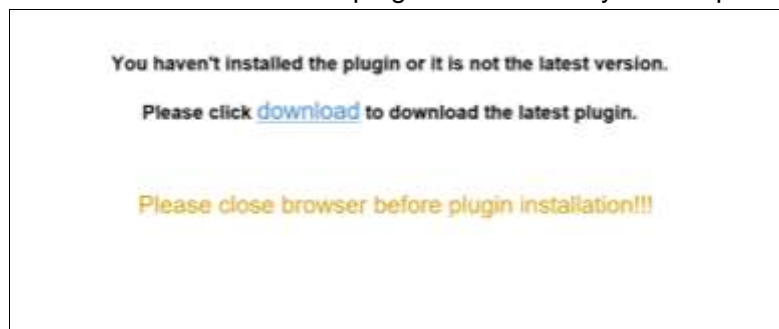 You haven't installed the plugin or it is not the latest version.
Please click download to download the latest plugin.
Please close browser before plugin installation!!!